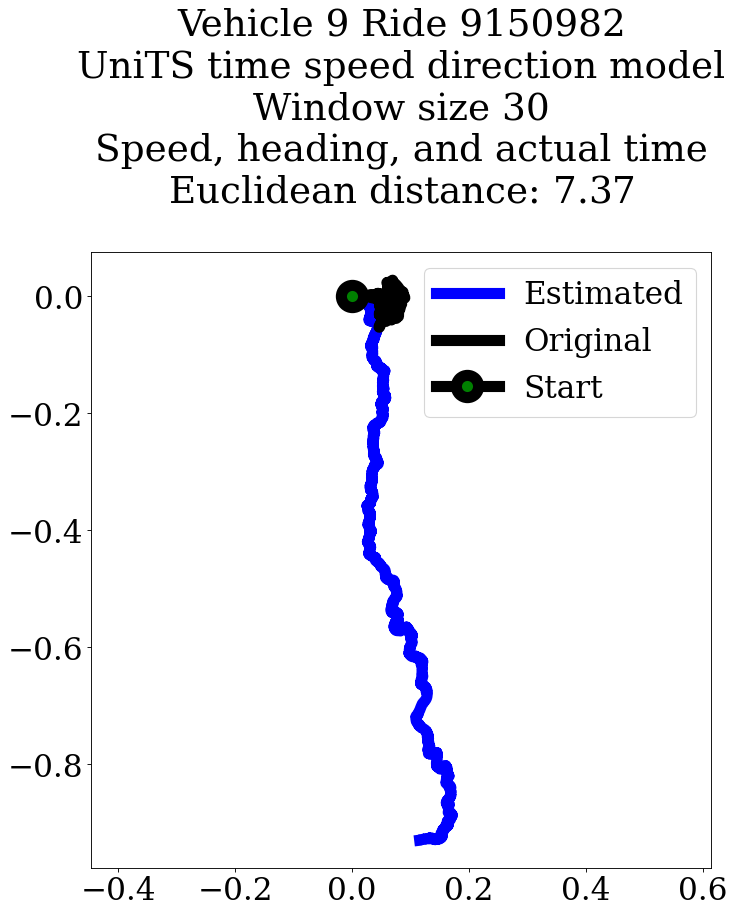 Vehicle 9 Ride 9150982
UniTS time speed direction model
Window size 30
Speed, heading, and actual time
Euclidean distance: 7.37
Estimated
Original
Start
0.0
−0.2
−0.4
−0.6
−0.8
−0.4 −0.2 0.0 0.2 0.4 0.6